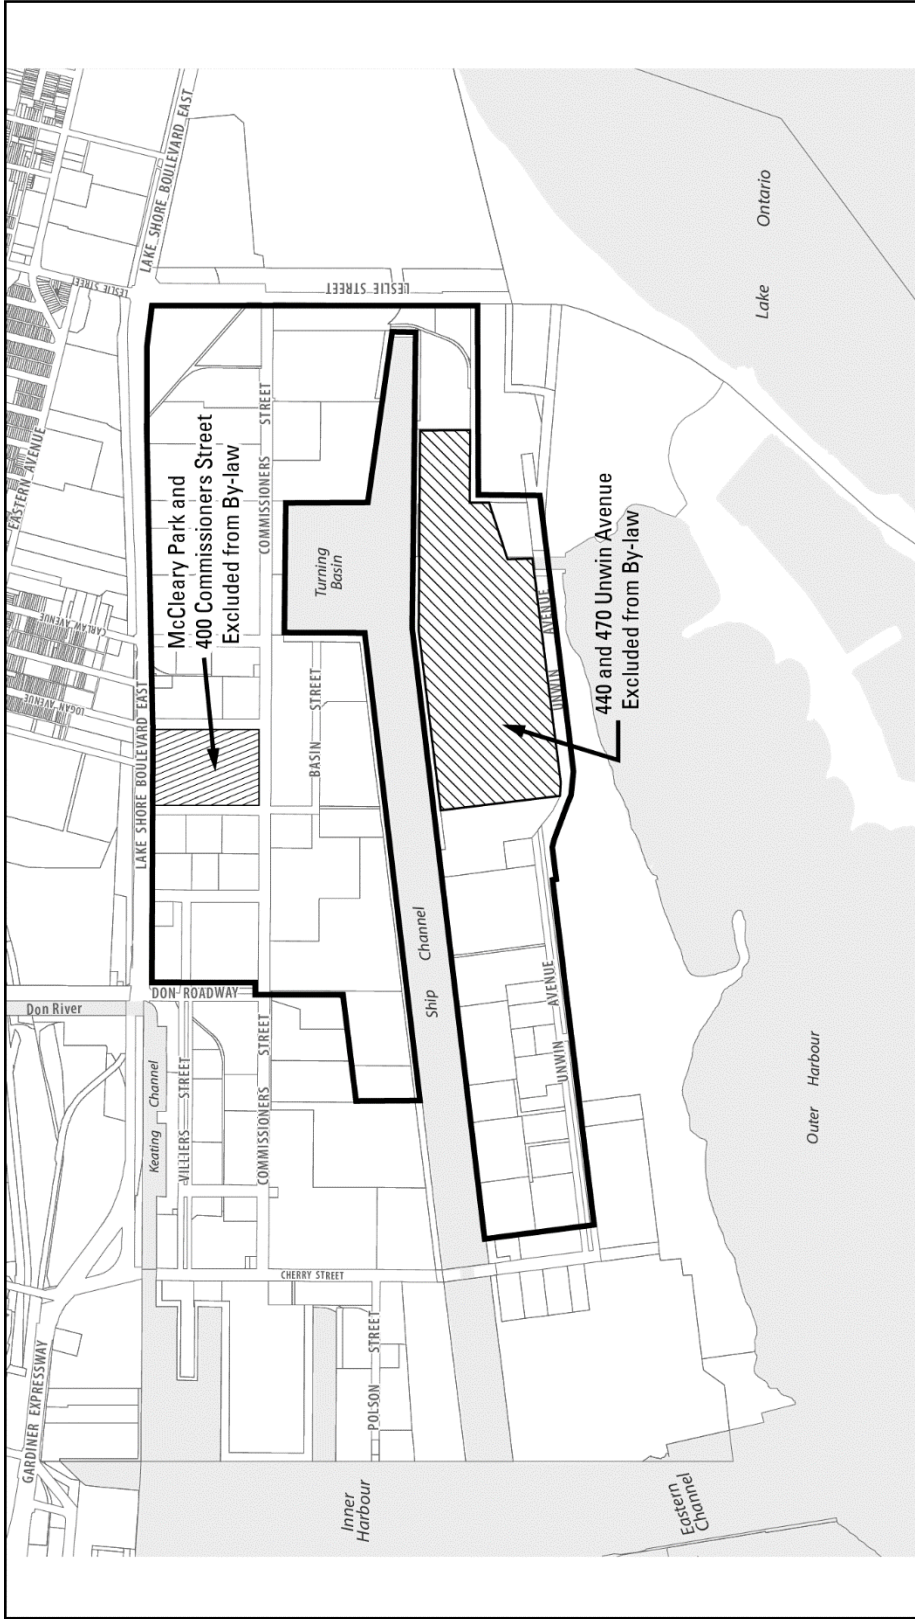 GARDINER EXPRESSWAY
Don River
EASTERN AVENUE
LESLIE STREET
LAKE SHORE BOULEVARD EAST
LOGAN AVENUE
CARLAW AVENUE
LAKE SHORE BOULEVARD EAST
Keating Channel
VILLIERS STREET
DON ROADWAY
McCleary Park and
400 Commissioners Street
Excluded from By-law
COMMISSIONERS STREET
COMMISSIONERS STREET
LESLIE STREET
CHERRY STREET
BASIN STREET
Turning
Basin
POLSON STREET
Inner
Harbour
Ship Channel
UNWIN AVENUE
UNWIN AVENUE
440 and 470 Unwin Avenue
Excluded from By-law
Eastern
Channel
Outer Harbour
Lake Ontario